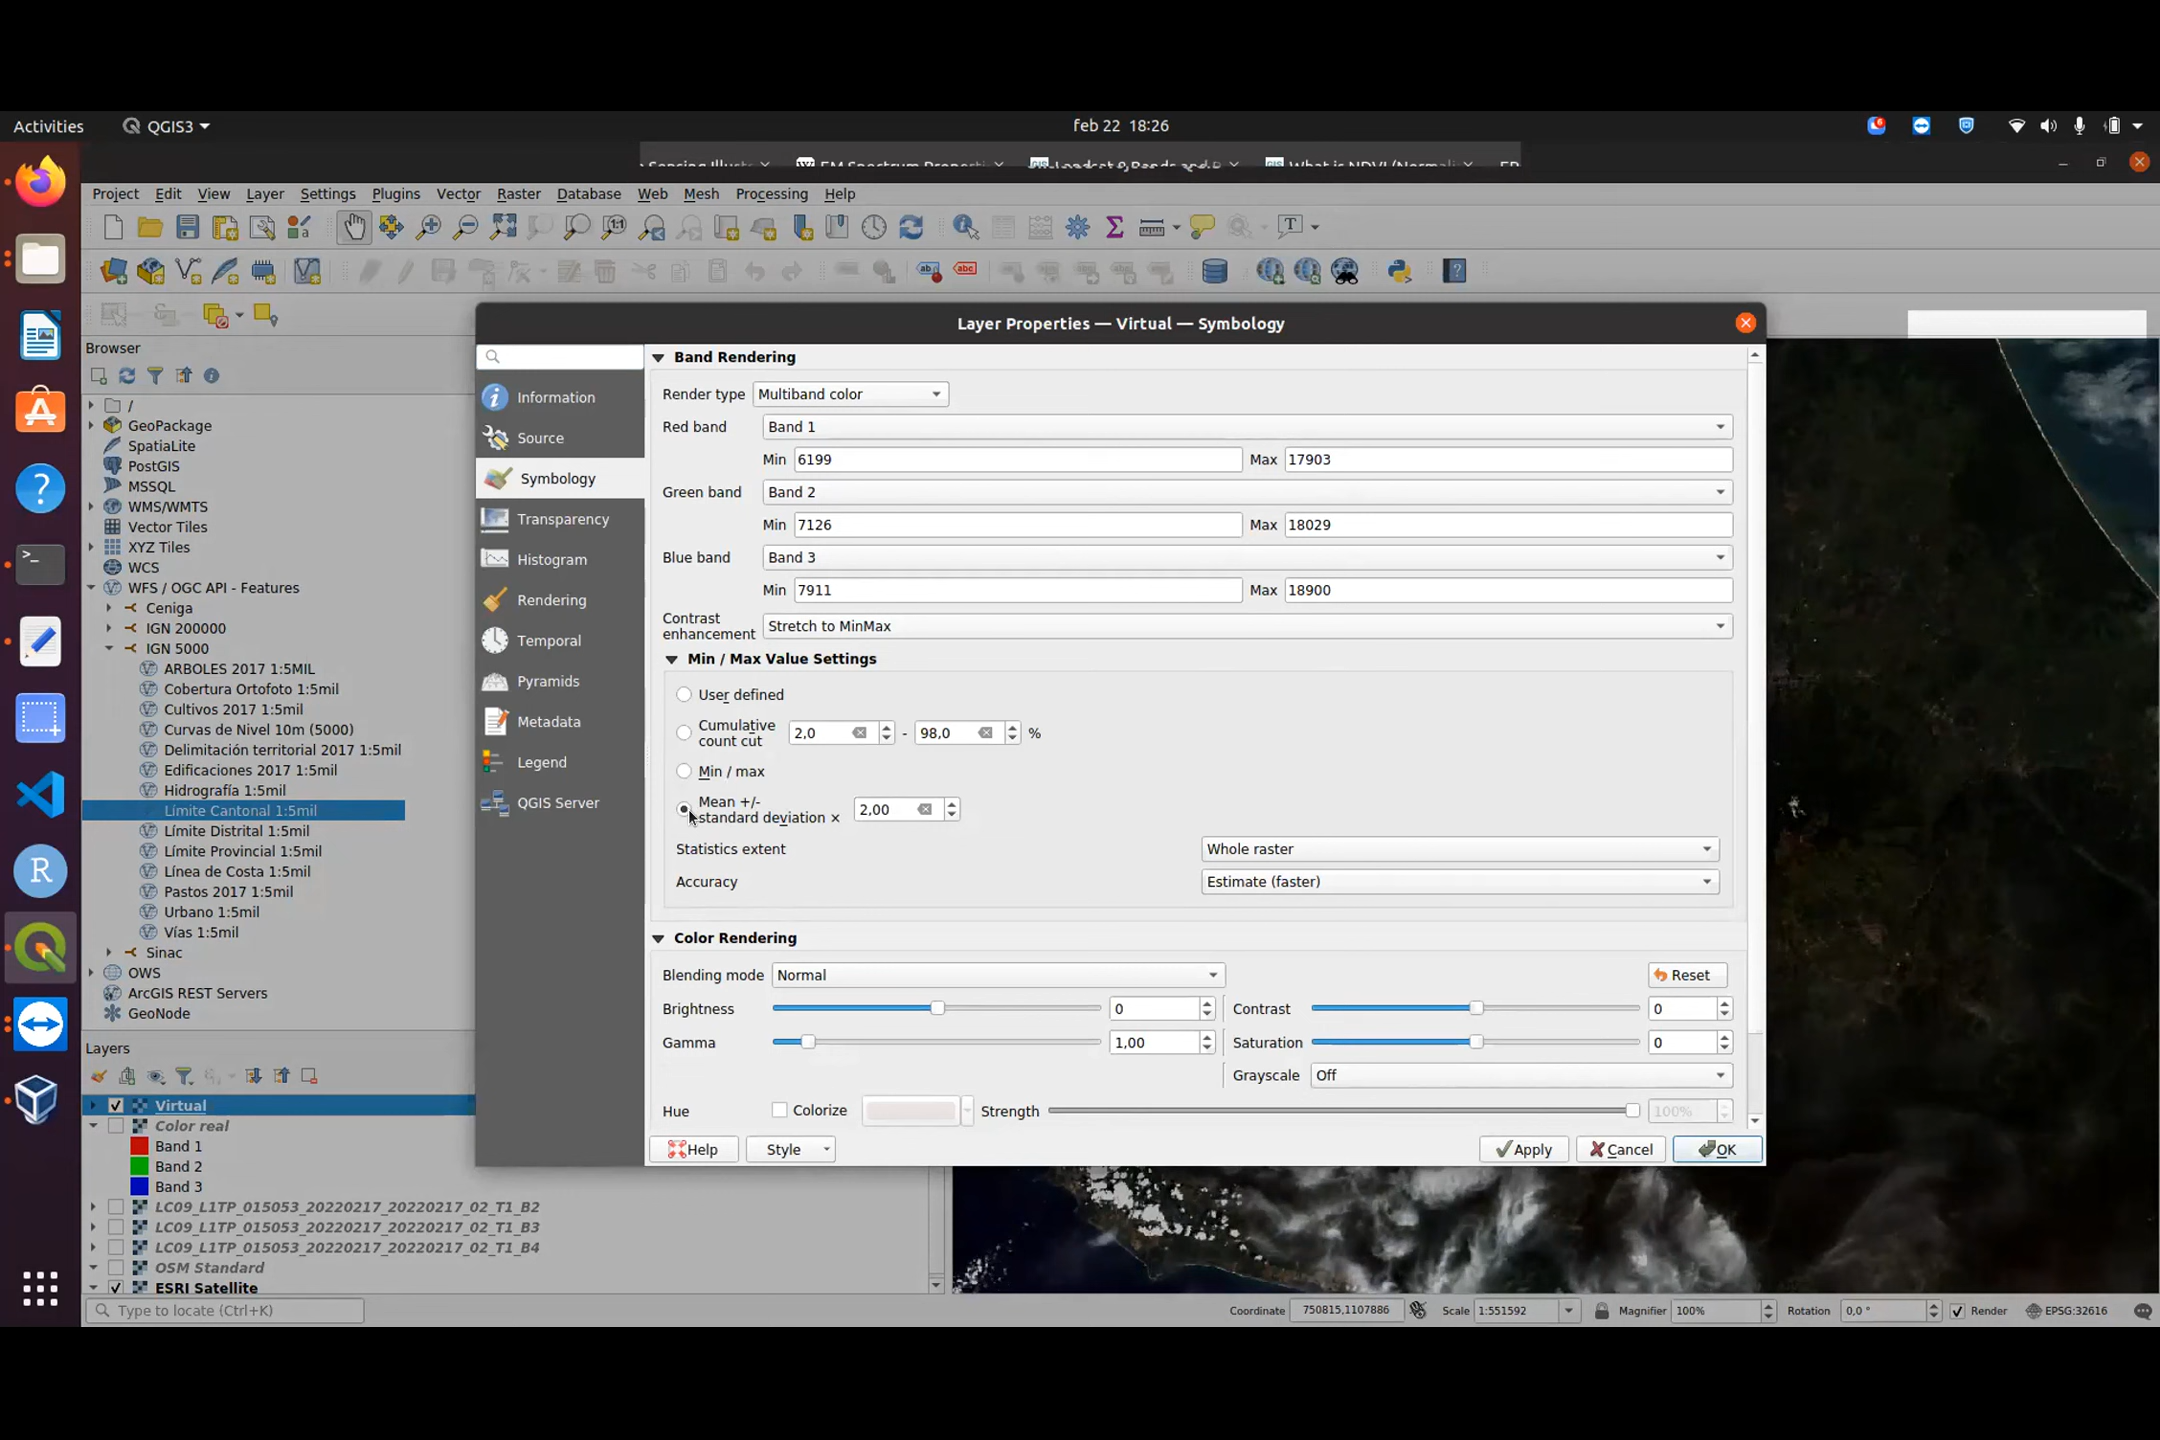 Activities QGIS3 feb 22 18:26
What is NDVI (Normali
Project Edit View Layer Settings Plugins Vector Raster Database Web Mesh Processing Help
Browser
/
GeoPackage
SpatiaLite
PostGIS
MSSQL
WMS/WMTS
Vector Tiles
XYZ Tiles
WCS
WFS / OGC API - Features
Ceniga
IGN 200000
IGN 5000
ARBOLES 2017 1:5MIL
Cobertura Ortofoto 1:5mil
Cultivos 2017 1:5mil
Curvas de Nivel 10m (5000)
Delimitación territorial 2017 1:5mil
Edificaciones 2017 1:5mil
Hidrografía 1:5mil
Límite Cantonal 1:5mil
Límite Distrital 1:5mil
Límite Provincial 1:5mil
Línea de Costa 1:5mil
Pastos 2017 1:5mil
Urbano 1:5mil
Vías 1:5mil
Sinac
OWS
ArcGIS REST Servers
GeoNode
Layers
Virtual
Color real
Band 1
Band 2
Band 3
LC09_L1TP_015053_20220217_20220217_02_T1_B2
LC09_L1TP_015053_20220217_20220217_02_T1_B3
LC09_L1TP_015053_20220217_20220217_02_T1_B4
OSM Standard
ESRI Satellite
Layer Properties — Virtual — Symbology
Information
Source
Symbology
Transparency
Histogram
Rendering
Temporal
Pyramids
Metadata
Legend
QGIS Server
Band Rendering
Render type Multiband color
Red band Band 1
Min 6199 Max 17903
Green band Band 2
Min 7126 Max 18029
Blue band Band 3
Min 7911 Max 18900
Contrast
enhancement Stretch to MinMax
Min / Max Value Settings
User defined
Cumulative
count cut 2,0 - 98,0 %
Min / max
Mean +/-
standard deviation × 2,00
Statistics extent Whole raster
Accuracy Estimate (faster)
Color Rendering
Blending mode Normal Reset
Brightness 0 Contrast 0
Gamma 1,00 Saturation 0
Grayscale Off
Hue Colorize Strength 100%
Help Style Apply Cancel OK
Type to locate (Ctrl+K) Coordinate 750815,1107886 Scale 1:551592 Magnifier 100% Rotation 0,0 ° Render EPSG:32616